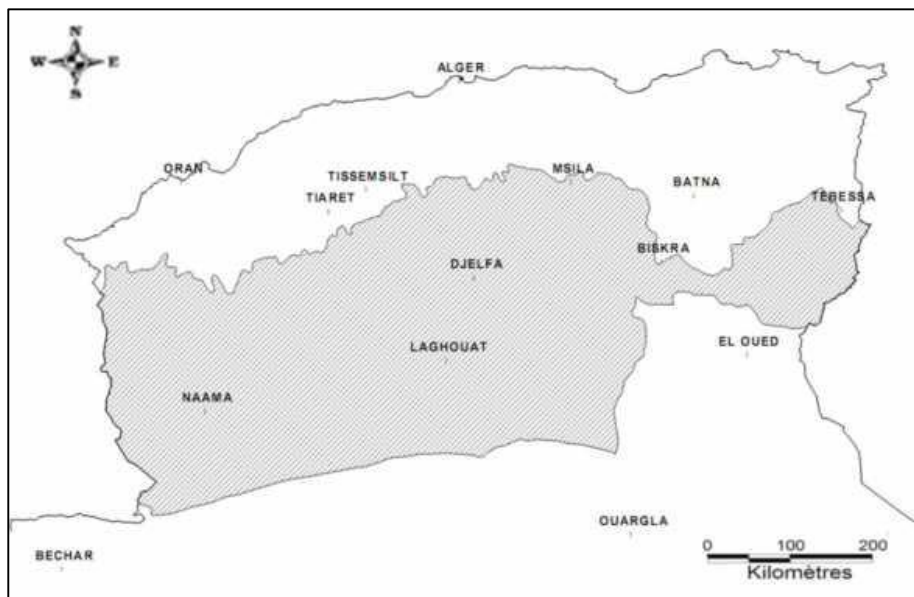 N
W E
S
ALGER
ORAN
TISSEMSILT
MSILA
TIARET
BATNA
TEBESSA
BISKRA
DJELFA
EL OUED
LAGHOUAT
NAAMA
OUARGLA
BECHAR
0 100 200
Kilomètres